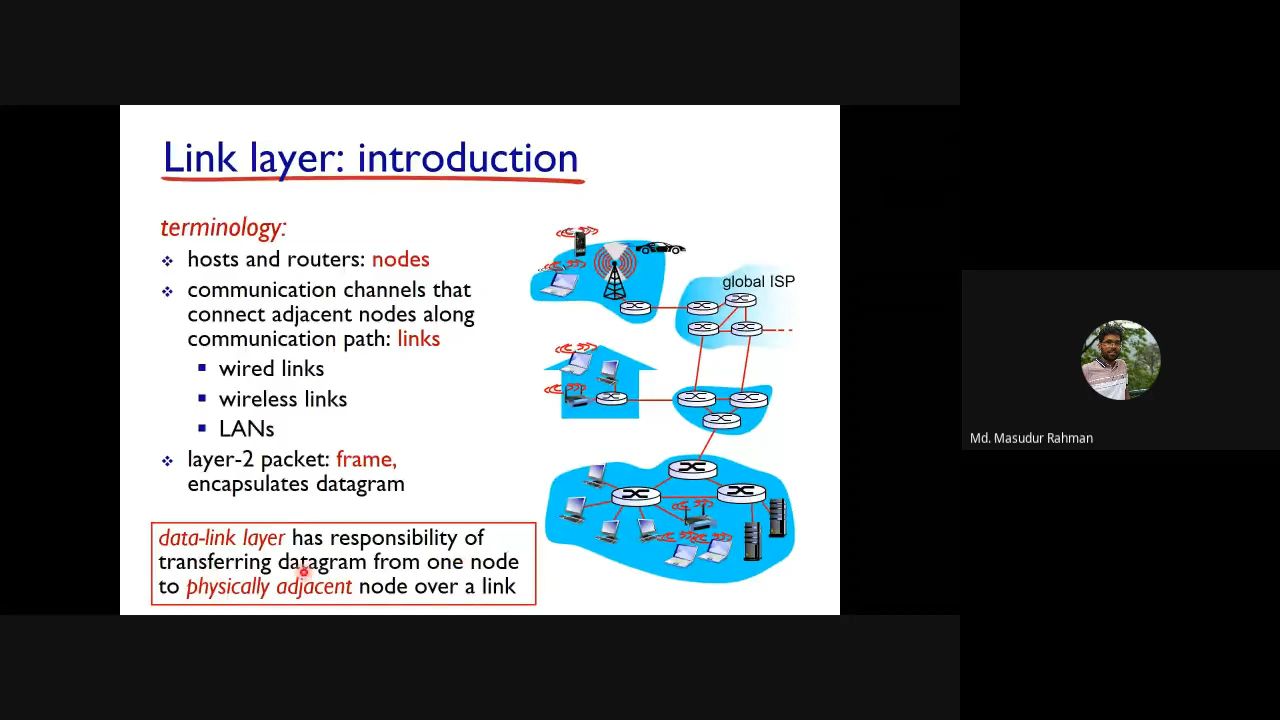 Link layer: introduction
terminology:
hosts and routers: nodes
communication channels that
connect adjacent nodes along
communication path: links
wired links
wireless links
LANs
layer-2 packet: frame,
encapsulates datagram
data-link layer has responsibility of
transferring datagram from one node
to physically adjacent node over a link
global ISP
Md. Masudur Rahman